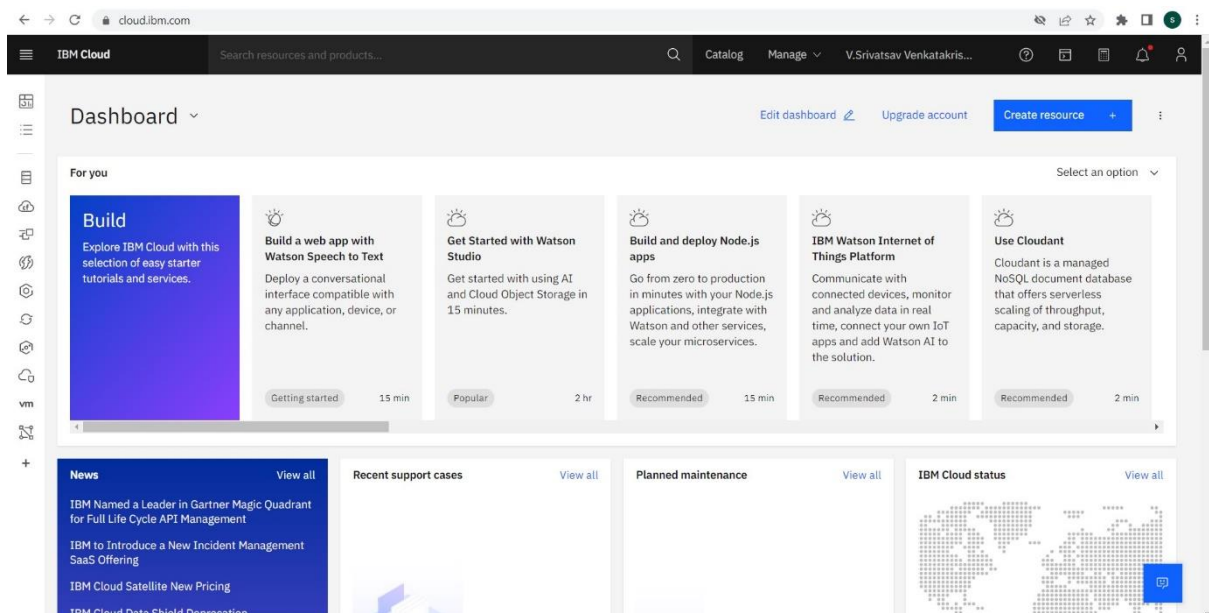 cloud.ibm.com
S
IBM Cloud
Search resources and products...
Catalog
Manage
V.Srivatsav Venkatakris...
Dashboard
Edit dashboard
Upgrade account
Create resource +
For you
Select an option
Build
Explore IBM Cloud with this
selection of easy starter
tutorials and services.
Build a web app with
Watson Speech to Text
Deploy a conversational
interface compatible with
any application, device, or
channel.
Getting started 15 min
Get Started with Watson
Studio
Get started with using AI
and Cloud Object Storage in
15 minutes.
Popular 2 hr
Build and deploy Node.js
apps
Go from zero to production
in minutes with your Node.js
applications, integrate with
Watson and other services,
scale your microservices.
Recommended 15 min
IBM Watson Internet of
Things Platform
Communicate with
connected devices, monitor
and analyze data in real
time, connect your own IoT
apps and add Watson AI to
the solution.
Recommended 2 min
Use Cloudant
Cloudant is a managed
NoSQL document database
that offers serverless
scaling of throughput,
capacity, and storage.
Recommended 2 min
vm
+
News View all
IBM Named a Leader in Gartner Magic Quadrant
for Full Life Cycle API Management
IBM to Introduce a New Incident Management
SaaS Offering
IBM Cloud Satellite New Pricing
IBM Cloud Data Shield Deprecation
Recent support cases View all
Planned maintenance View all
IBM Cloud status View all